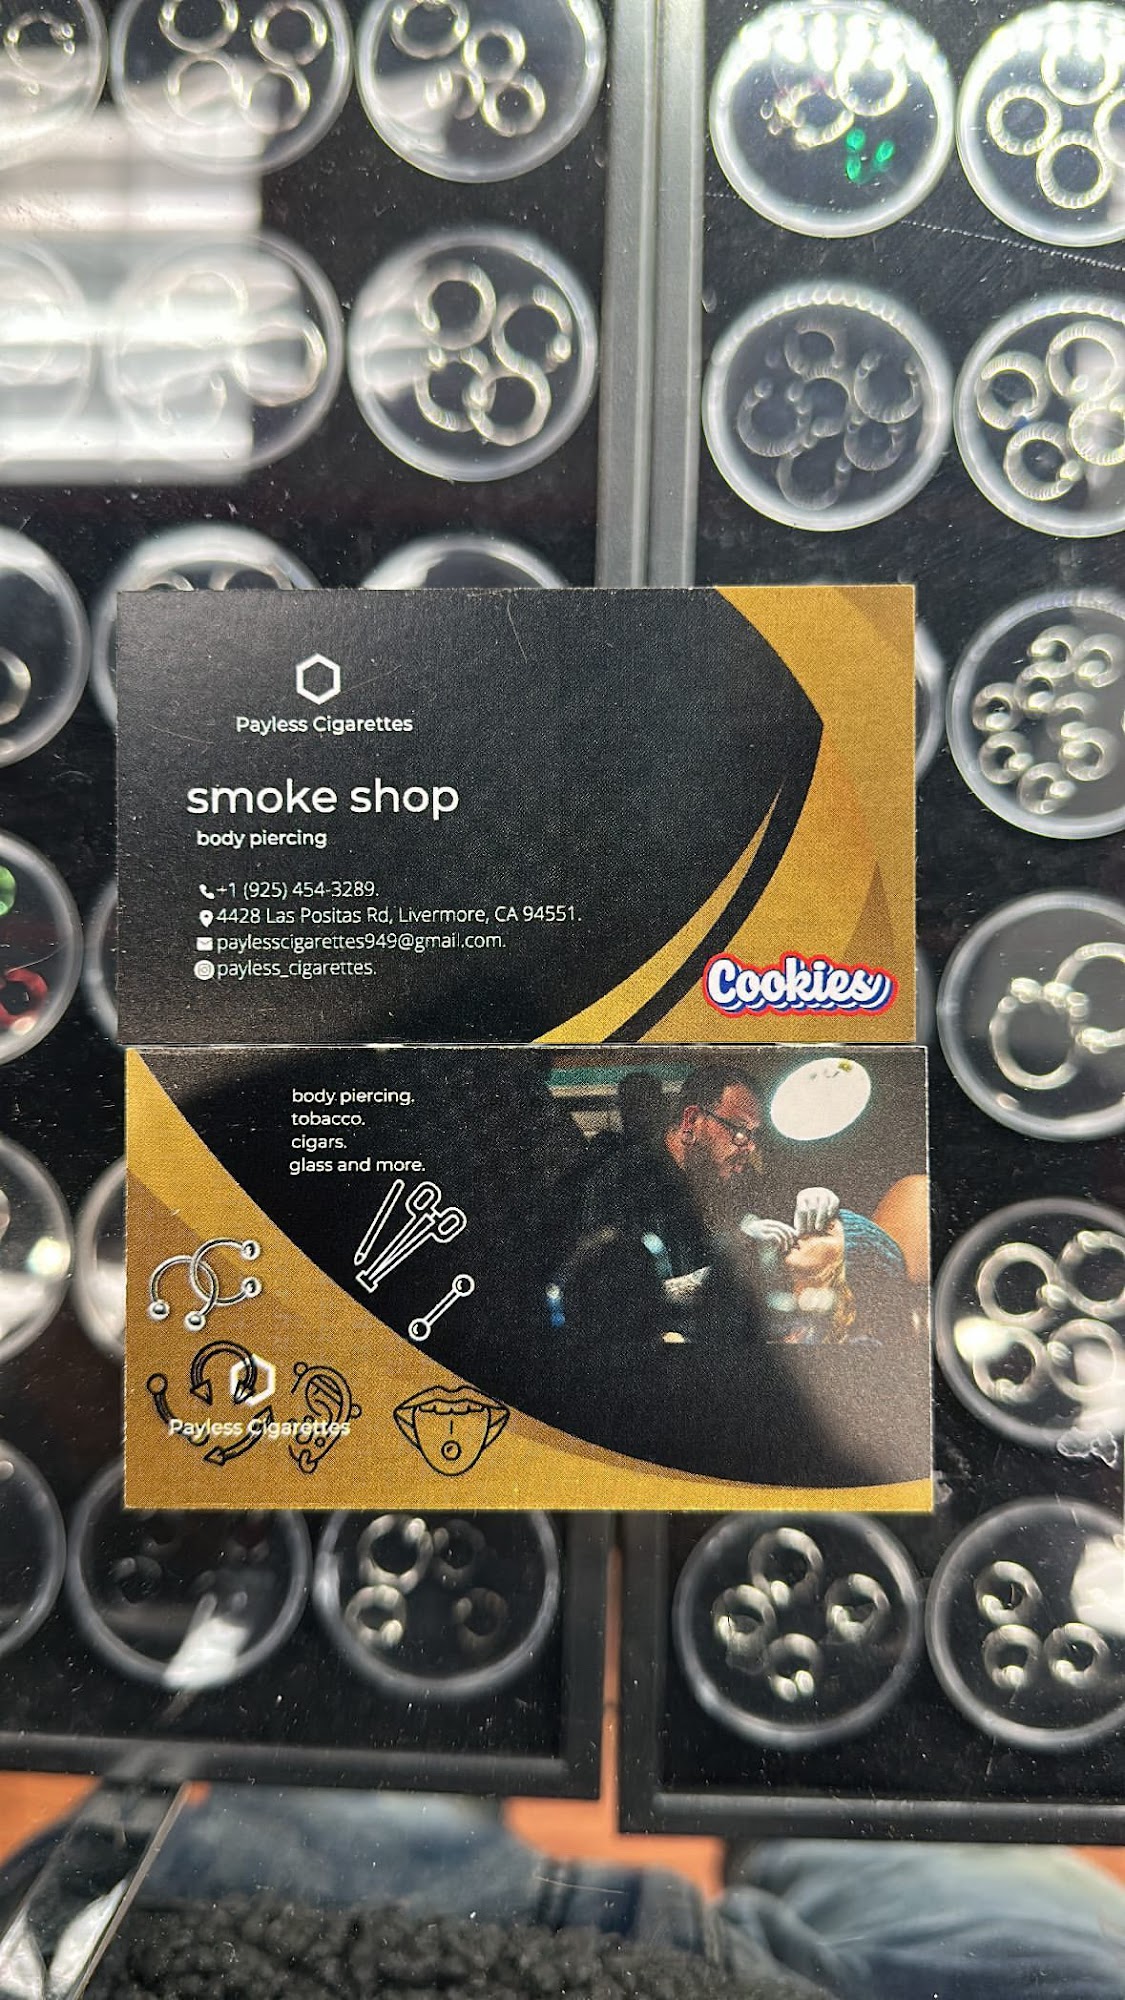 Payless Cigarettes
smoke shop
body piercing
+1 (925) 454-3289.
4428 Las Positas Rd, Livermore, CA 94551.
paylesscigarettes949@gmail.com.
payless_cigarettes.
Cookies
body piercing.
tobacco.
cigars.
glass and more.
Payless Cigarettes